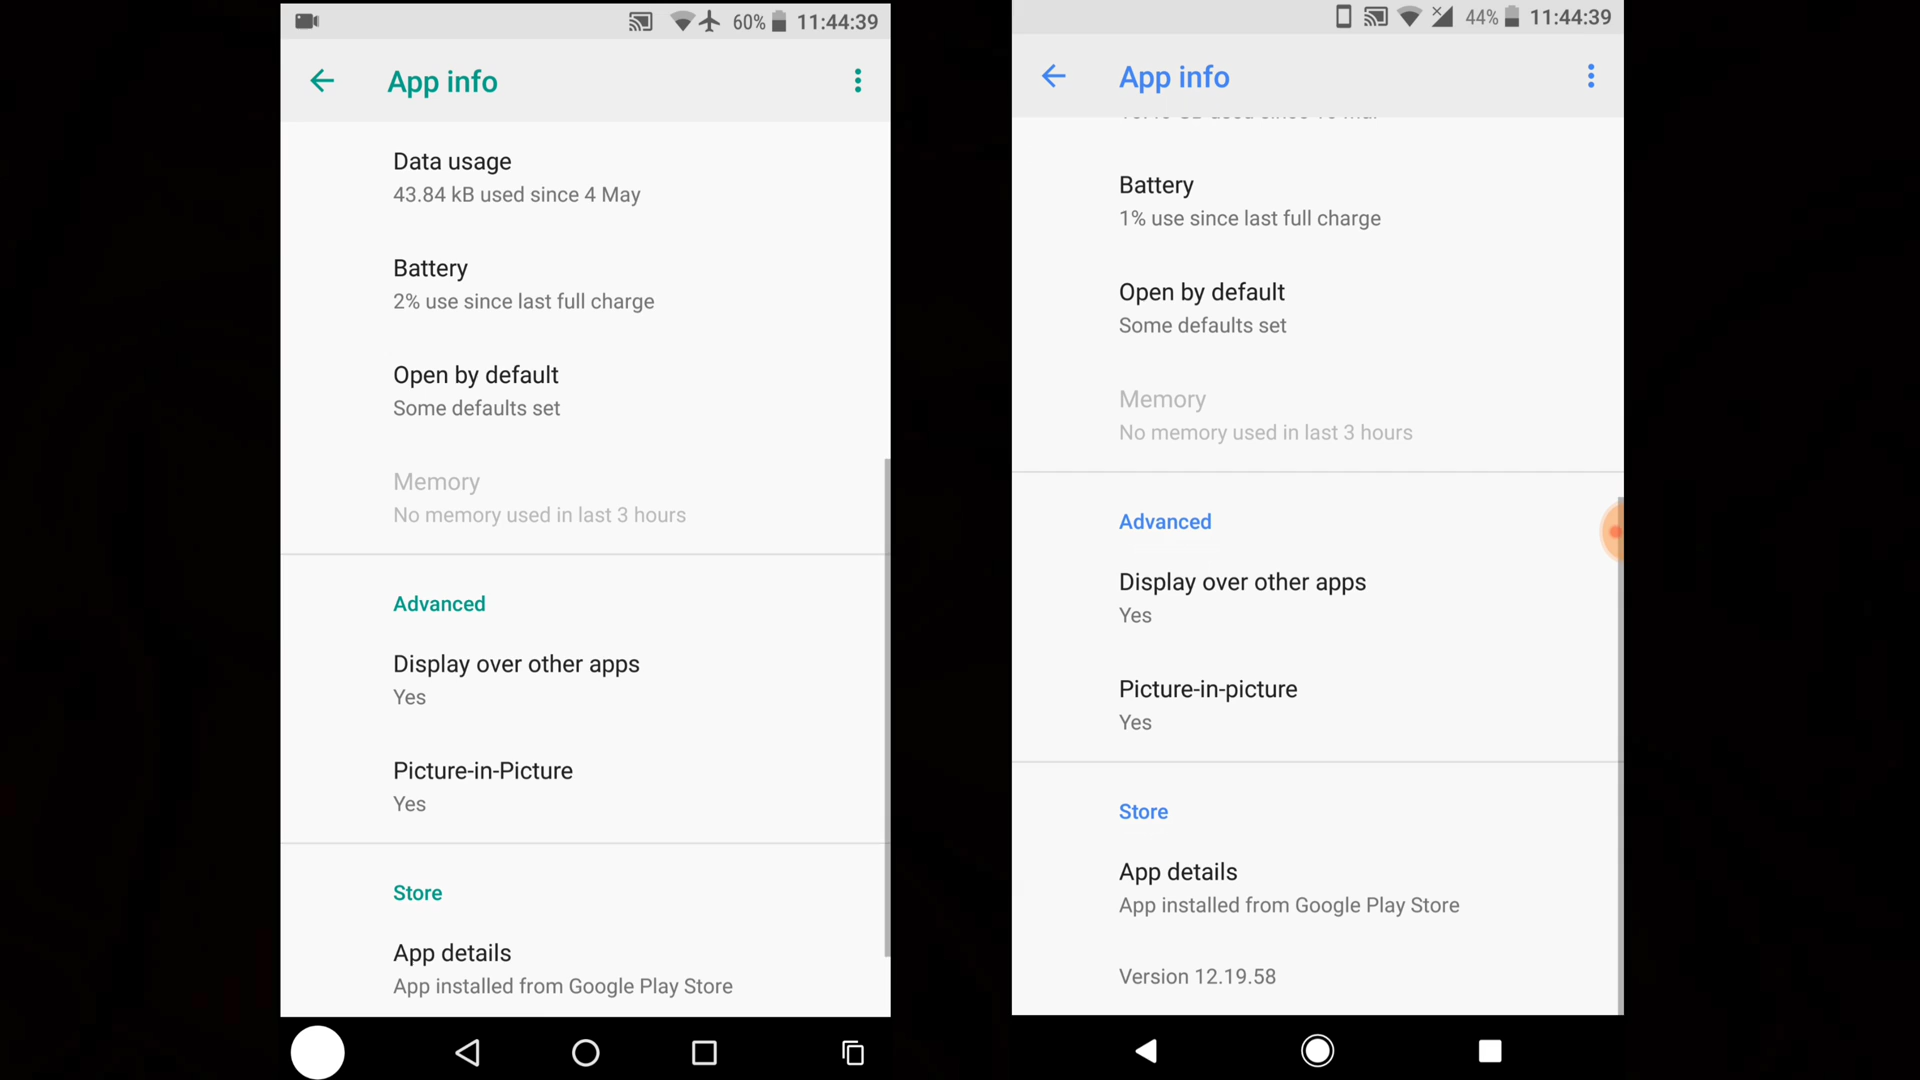 60%
11:44:39
App info
Data usage
43.84 kB used since 4 May
Battery
2% use since last full charge
Open by default
Some defaults set
Memory
No memory used in last 3 hours
Advanced
Display over other apps
Yes
Picture-in-Picture
Yes
Store
App details
App installed from Google Play Store
44%
11:44:39
App info
Battery
1% use since last full charge
Open by default
Some defaults set
Memory
No memory used in last 3 hours
Advanced
Display over other apps
Yes
Picture-in-picture
Yes
Store
App details
App installed from Google Play Store
Version 12.19.58